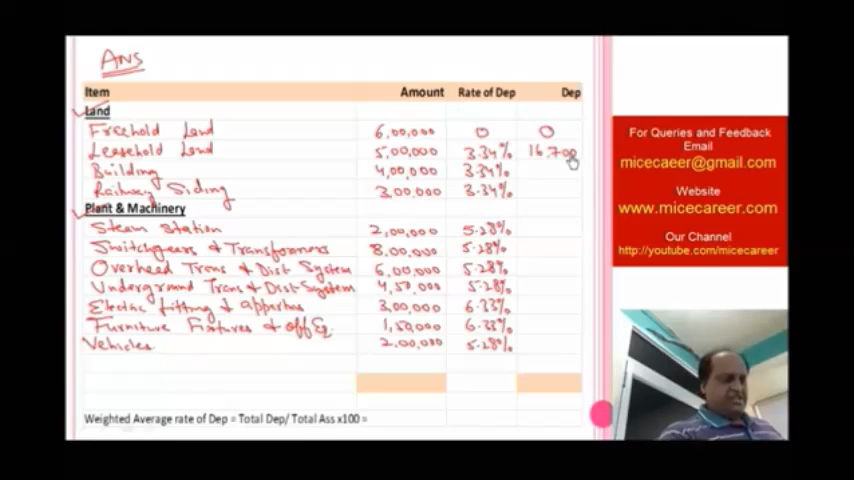 ANS
Item Amount Rate of Dep Dep
Land
Freehold Land 6,00,000 0 0
Leasehold Land 5,00,000 3.34% 16,700
Building 4,00,000 3.34%
Railway Siding 3,00,000 3.34%
Plant & Machinery
Steam Station 2,00,000 5.28%
Switchgears & Transformers 8,00,000 5.28%
Overhead Trans & Dist System 6,00,000 5.28%
Underground Trans & Dist System 4,50,000 5.28%
Electric fitting & 3,00,000 6.33%
Furniture Fixtures & off Eq. 1,50,000 6.33%
Vehicles 2,00,000 5.28%
Weighted Average rate of Dep = Total Dep/ Total Ass x100 =
For Queries and Feedback
Email
micecaeer@gmail.com
Website
www.micecareer.com
Our Channel
http://youtube.com/micecareer